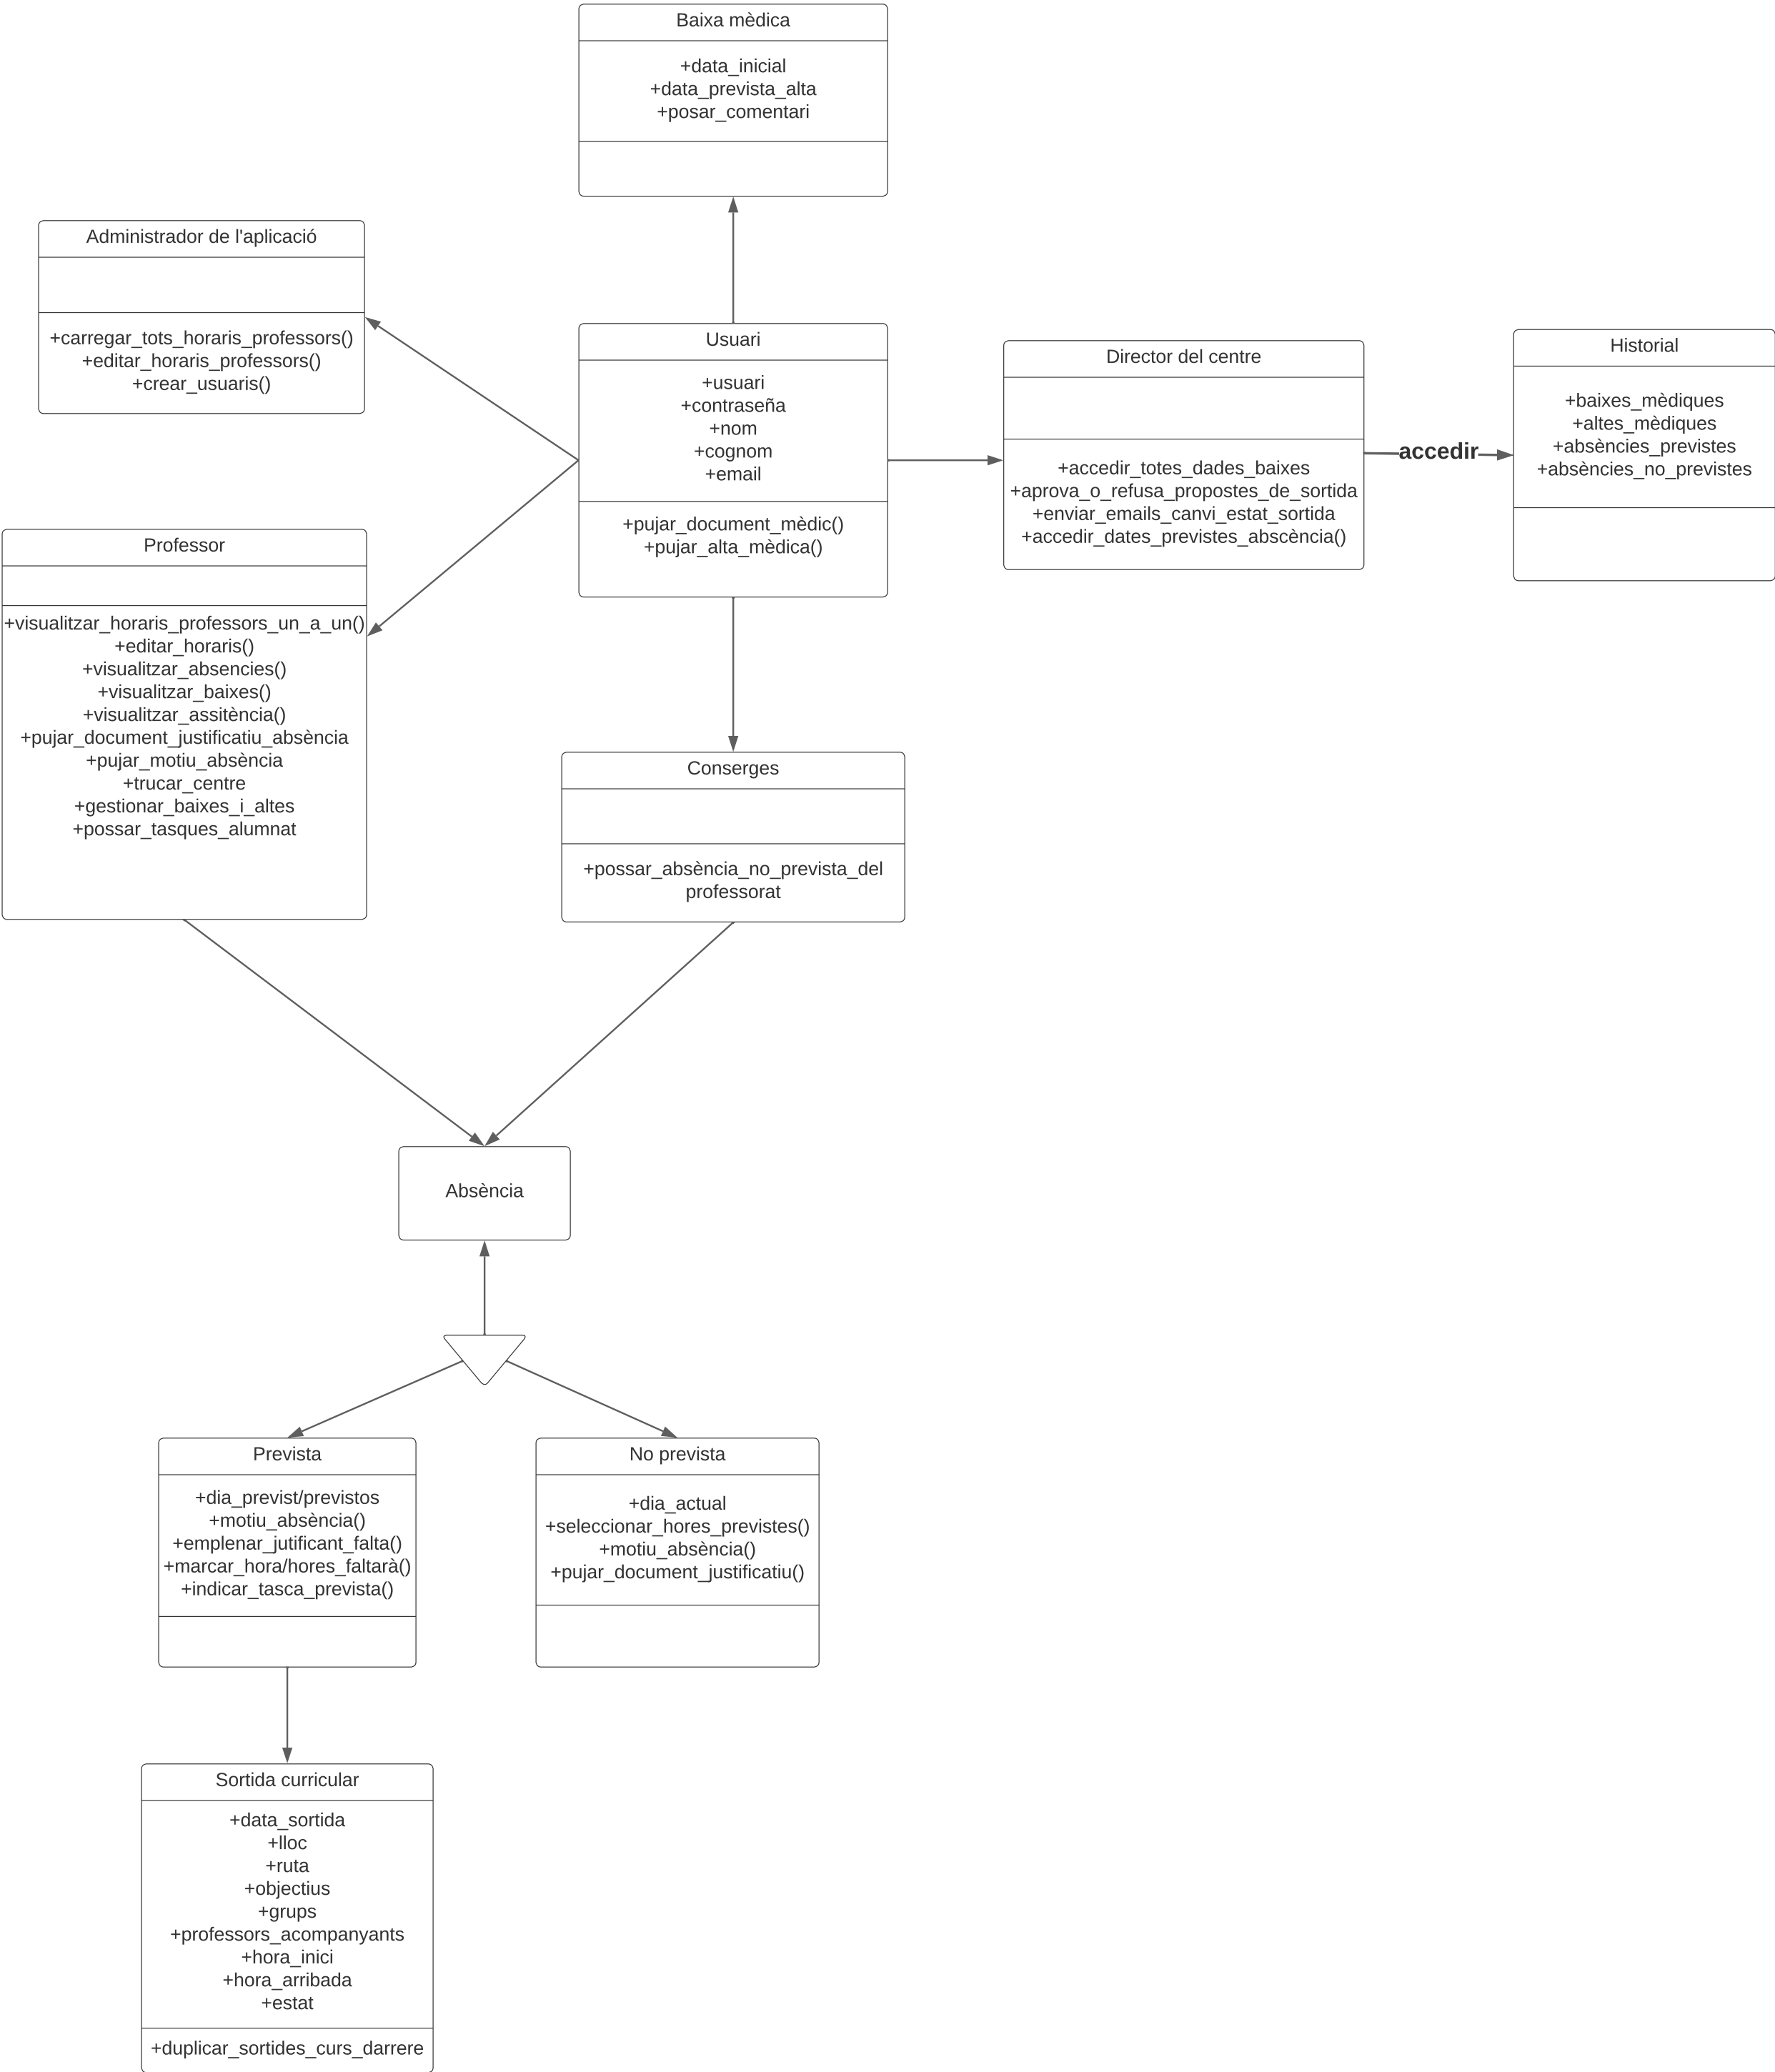 Baixa mèdica
+data_inicial
+data_prevista_alta
+posar_comentari
Administrador de l'aplicació
+carregar_tots_horaris_professors()
+editar_horaris_professors()
+crear_usuaris()
Usuari
+usuari
+contraseña
+nom
+cognom
+email
+pujar_document_mèdic()
+pujar_alta_mèdica()
Director del centre
+accedir_totes_dades_baixes
+aprova_o_refusa_propostes_de_sortida
+enviar_emails_canvi_estat_sortida
+accedir_dates_previstes_abscència()
accedir
Historial
+baixes_mèdiques
+altes_mèdiques
+absències_previstes
+absències_no_previstes
Professor
+visualitzar_horaris_professors_un_a_un()
+editar_horaris()
+visualitzar_absencies()
+visualitzar_baixes()
+visualitzar_assitència()
+pujar_document_justificatiu_absència
+pujar_motiu_absència
+trucar_centre
+gestionar_baixes_i_altes
+possar_tasques_alumnat
Conserges
+possar_absència_no_prevista_del
professorat
Absència
Prevista
+dia_previst/previstos
+motiu_absència()
+emplenar_jutificant_falta()
+marcar_hora/hores_faltarà()
+indicar_tasca_prevista()
No prevista
+dia_actual
+seleccionar_hores_previstes()
+motiu_absència()
+pujar_document_justificatiu()
Sortida curricular
+data_sortida
+lloc
+ruta
+objectius
+grups
+professors_acompanyants
+hora_inici
+hora_arribada
+estat
+duplicar_sortides_curs_darrere